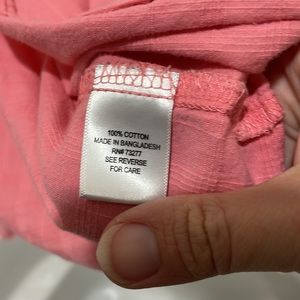 100% COTTON
MADE IN BANGLADESH
RN# 73277
SEE REVERSE
FOR CARE